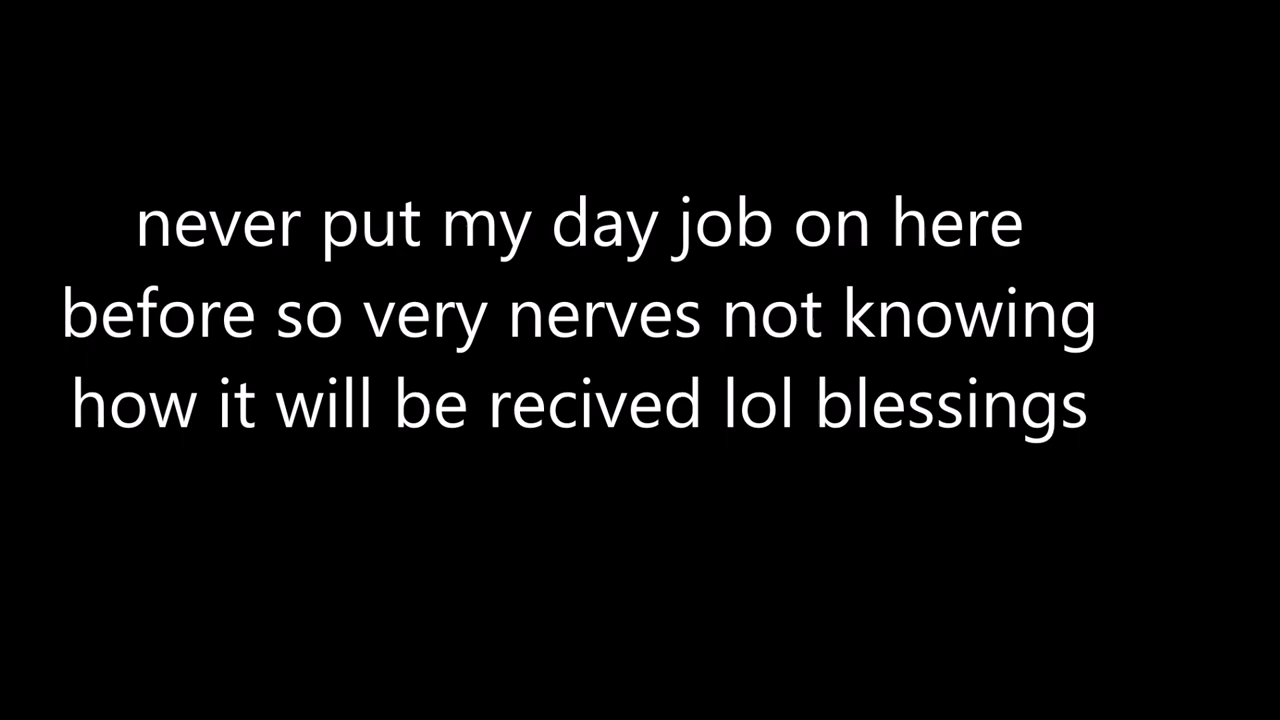 never put my day job on here
before so very nerves not knowing
how it will be recived lol blessings